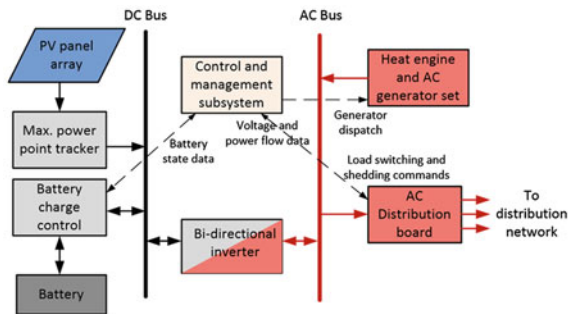 DC Bus
AC Bus
PV panel
array
Control and
management
subsystem
Heat engine
and AC
generator set
Max. power
point tracker
Battery
state data
Voltage and
power flow data
Generator
dispatch
Load switching and
shedding commands
Battery
charge
control
Bi-directional
inverter
AC
Distribution
board
To
distribution
network
Battery